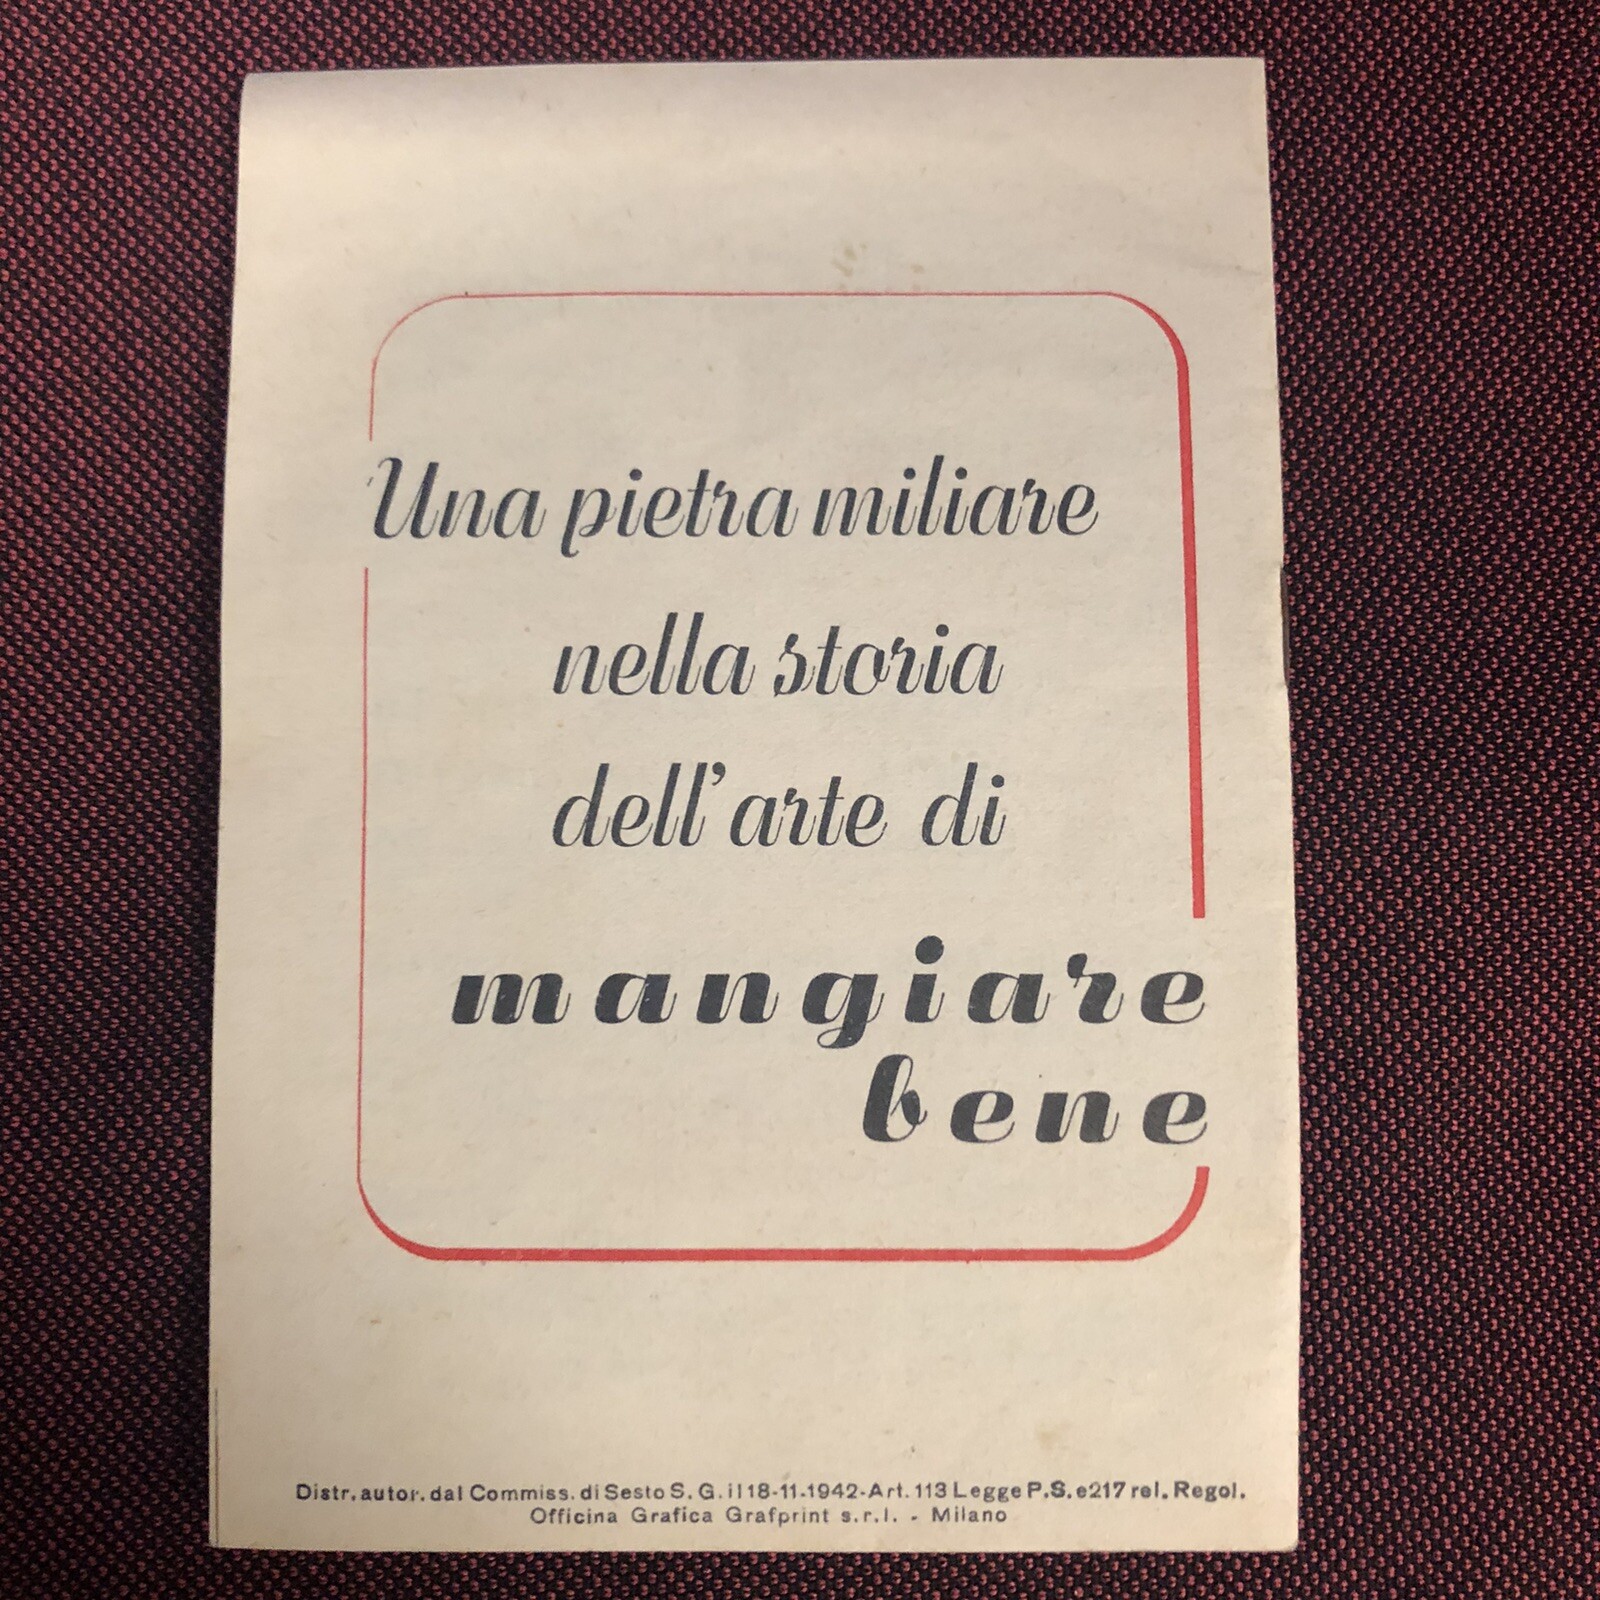 Una pietra miliare
nella storia
dell'arte di
mangiare
bene
Distr. autor. dal Commiss. di Sesto S. G. il 18-11-1942-Art. 113 Legge P.S. e 217 rel. Regol.
Officina Grafica Grafprint s.r.l. - Milano